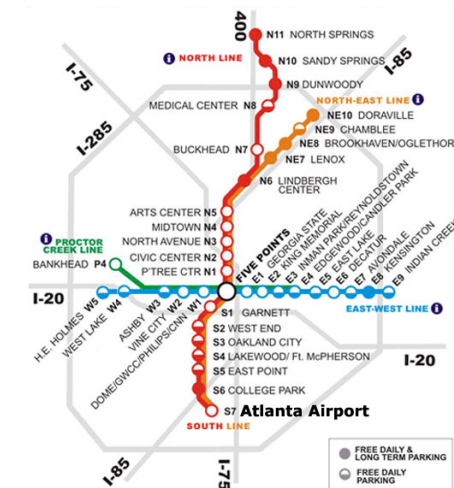 400
N11 NORTH SPRINGS
i NORTH LINE
N10 SANDY SPRINGS
I-85
I-75
N9 DUNWOODY
NORTH-EAST LINE i
MEDICAL CENTER N8
NE10 DORAVILLE
I-285
NE9 CHAMBLEE
NE8 BROOKHAVEN/OGLETHOR
BUCKHEAD N7
NE7 LENOX
N6 LINDBERGH
CENTER
ARTS CENTER N5
MIDTOWN N4
NORTH AVENUE N3
CIVIC CENTER N2
P'TREE CTR N1
i PROCTOR
CREEK LINE
BANKHEAD P4
FIVE POINTS
E1 GEORGIA STATE
E2 KING MEMORIAL
E3 INMAN PARK/REYNOLDSTOWN
E4 EDGEWOOD/CANDLER PARK
E5 EAST LAKE
E6 DECATUR
E7 AVONDALE
E8 KENSINGTON
E9 INDIAN CREEK
I-20
H.E. HOLMES W5
WEST LAKE W4
ASHBY W3
VINE CITY W2
DOME/GWCC/PHILIPS/CNN W1
EAST-WEST LINE i
S1 GARNETT
S2 WEST END
S3 OAKLAND CITY
S4 LAKEWOOD/ Ft. McPHERSON
S5 EAST POINT
S6 COLLEGE PARK
I-20
S7 Atlanta Airport
SOUTH LINE
I-85
I-75
FREE DAILY &
LONG TERM PARKING
FREE DAILY
PARKING